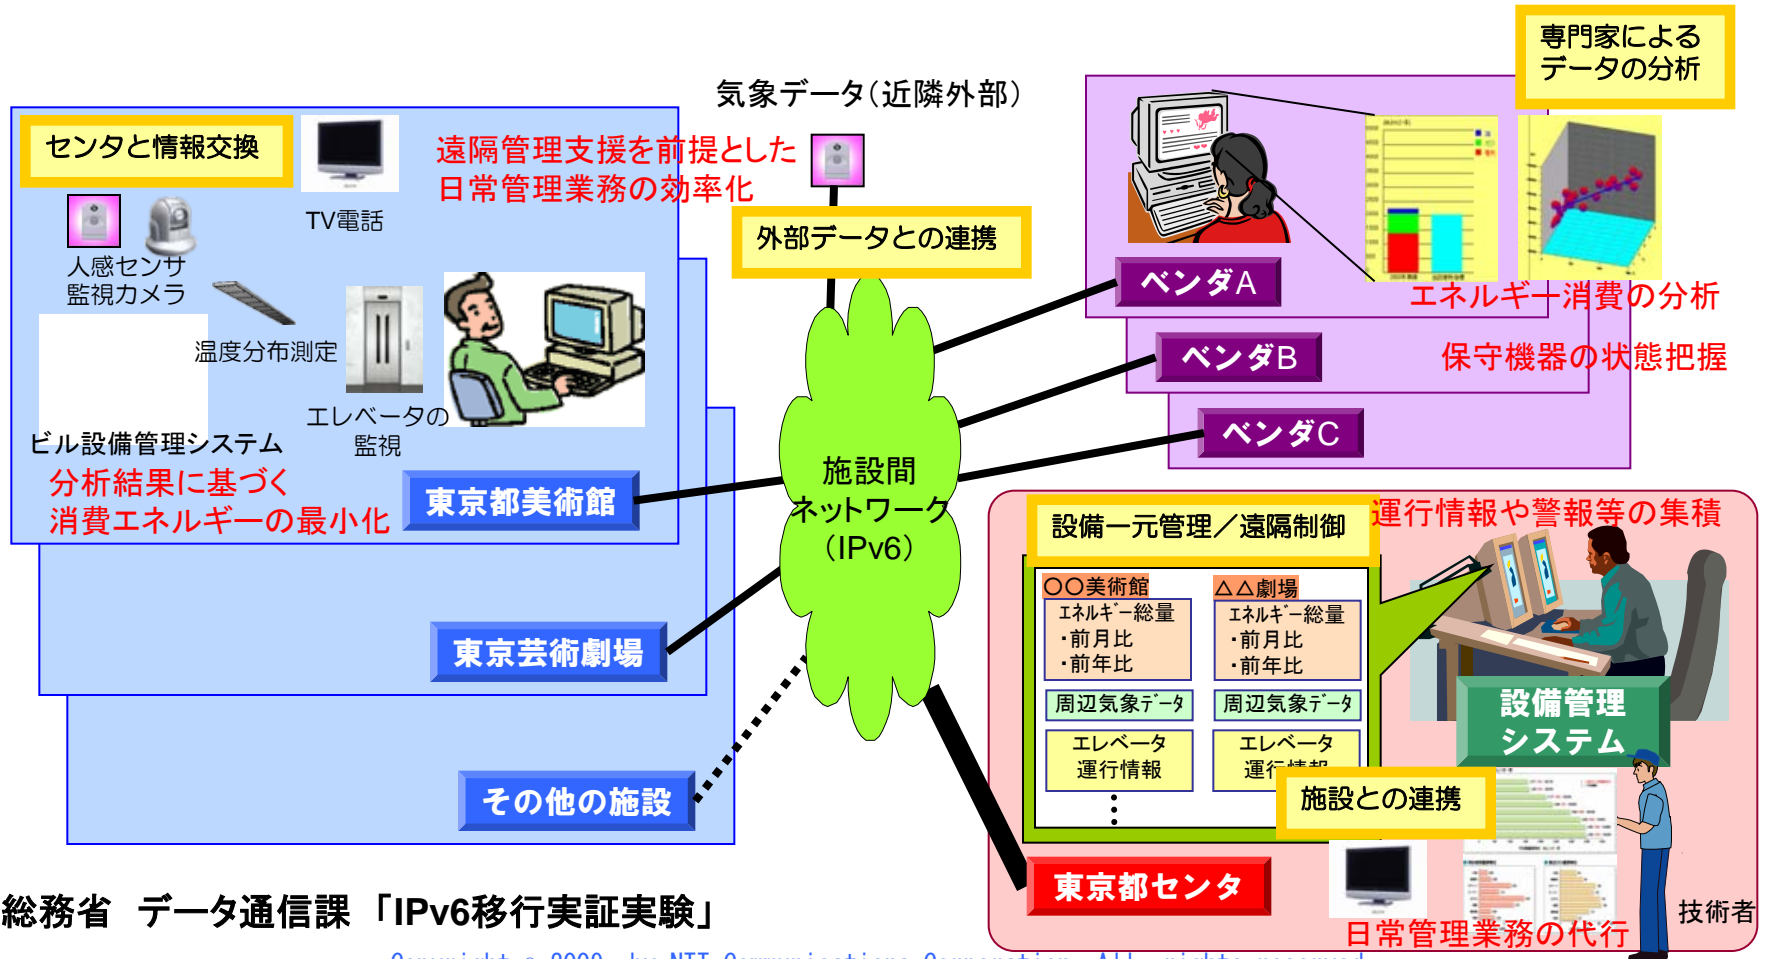 専門家による
データの分析
気象データ（近隣外部）
センタと情報交換
遠隔管理支援を前提とした
日常管理業務の効率化
TV電話
外部データとの連携
人感センサ
監視カメラ
温度分布測定
エレベータの
監視
ビル設備管理システム
分析結果に基づく
消費エネルギーの最小化
東京都美術館
東京芸術劇場
その他の施設
施設間
ネットワーク
（IPv6）
ベンダA
エネルギー消費の分析
ベンダB
保守機器の状態把握
ベンダC
運行情報や警報等の集積
設備一元管理／遠隔制御
〇〇美術館
エネルギー総量
・前月比
・前年比
周辺気象データ
エレベータ
運行情報
△△劇場
エネルギー総量
・前月比
・前年比
周辺気象データ
エレベータ
運行情報
設備管理
システム
施設との連携
東京都センタ
技術者
日常管理業務の代行
総務省　データ通信課　「IPv6移行実証実験」